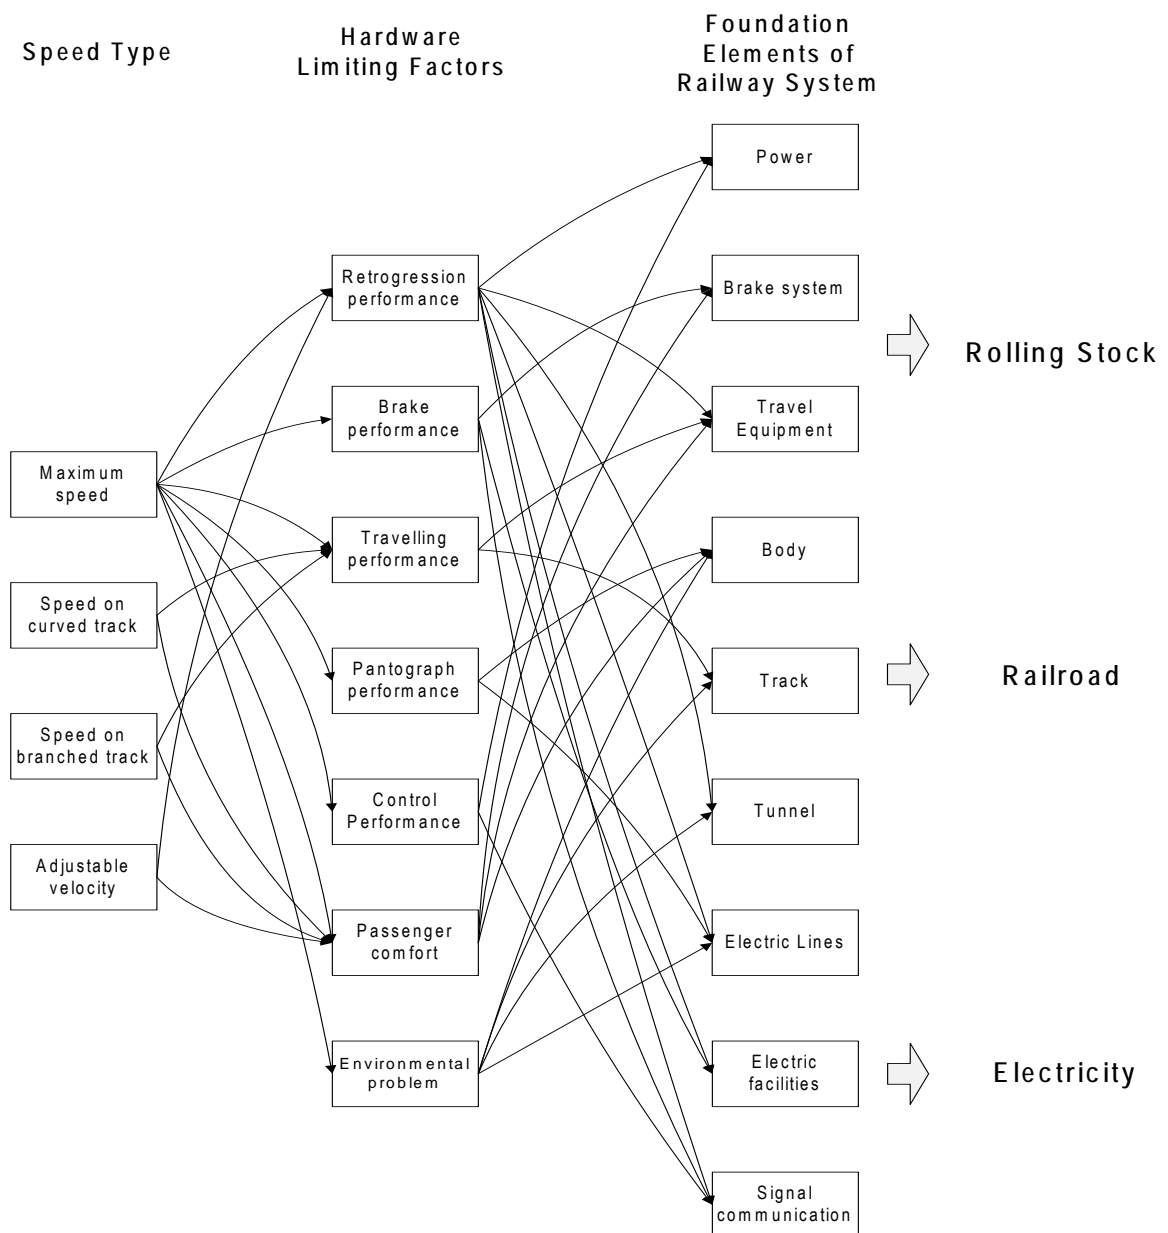 Speed Type
Hardware
Limiting Factors
Foundation
Elements of
Railway System
Maximum
speed
Speed on
curved track
Speed on
branched track
Adjustable
velocity
Retrogression
performance
Brake
performance
Travelling
performance
Pantograph
performance
Control
Performance
Passenger
comfort
Environmental
problem
Power
Brake system
Travel
Equipment
Body
Track
Tunnel
Electric Lines
Electric
facilities
Signal
communication
Rolling Stock
Railroad
Electricity